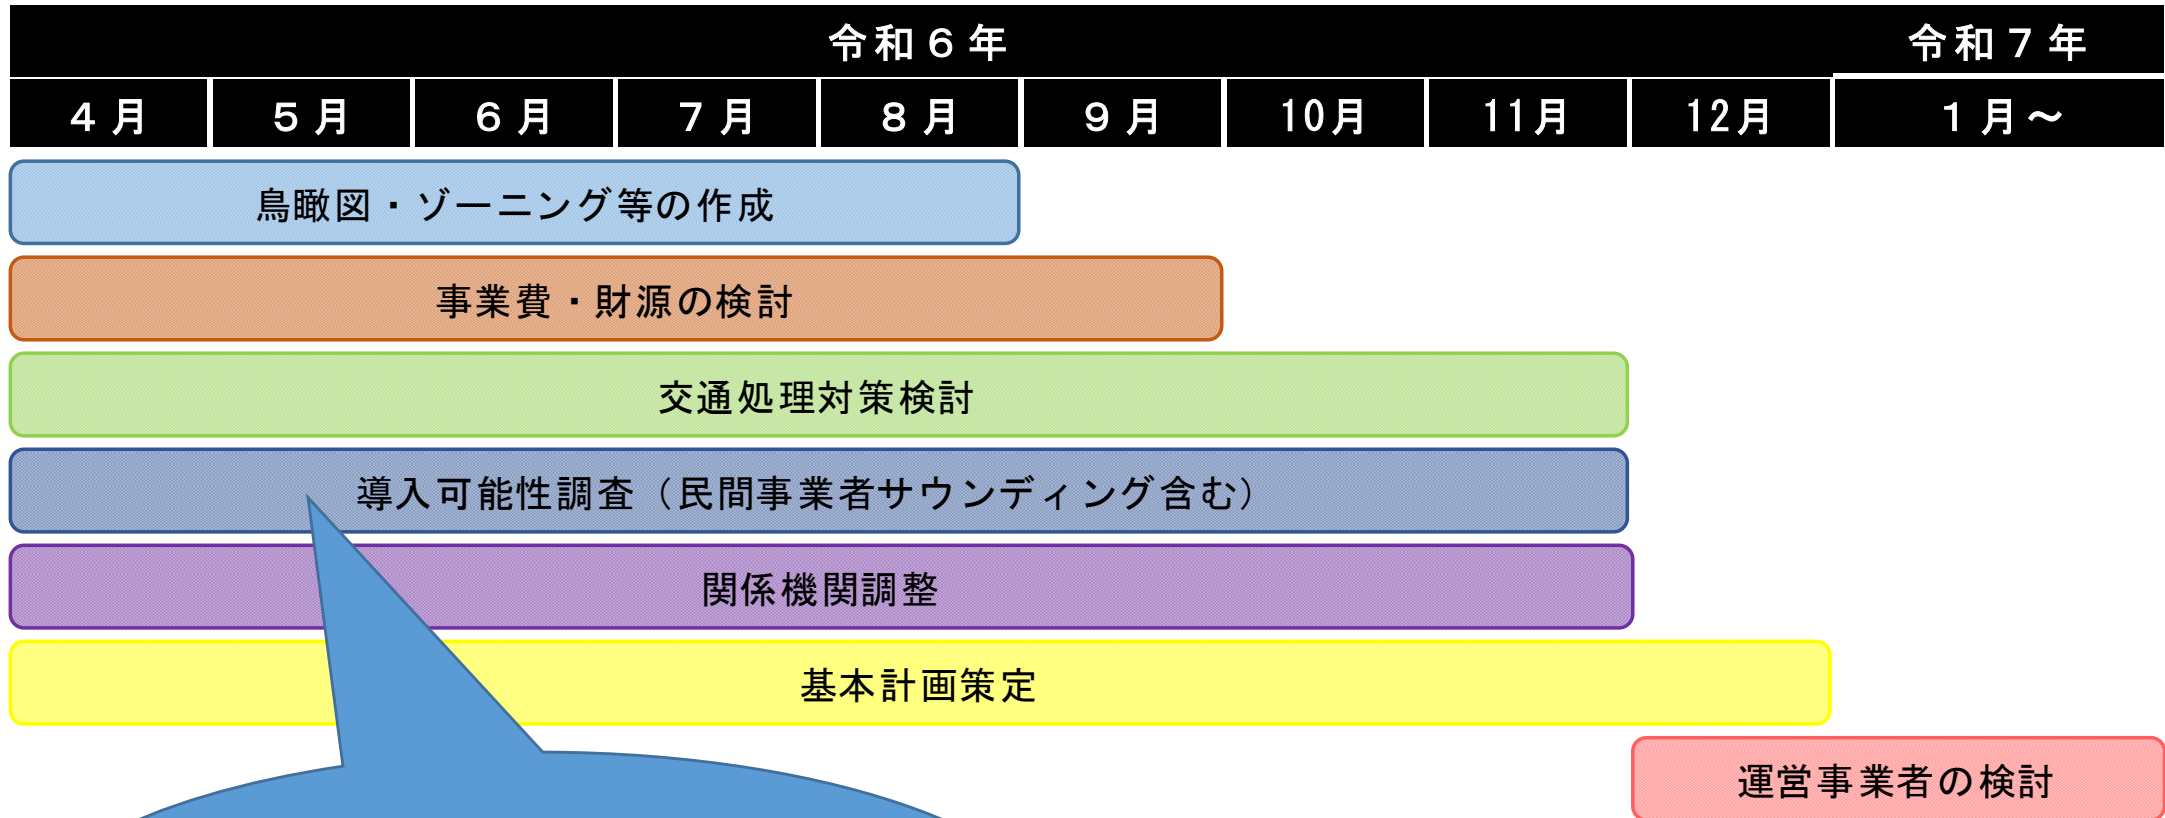 令和６年 令和７年
４月 ５月 ６月 ７月 ８月 ９月 10月 11月 12月 １月～
鳥瞰図・ゾーニング等の作成
事業費・財源の検討
交通処理対策検討
導入可能性調査（民間事業者サウンディング含む）
関係機関調整
基本計画策定
運営事業者の検討